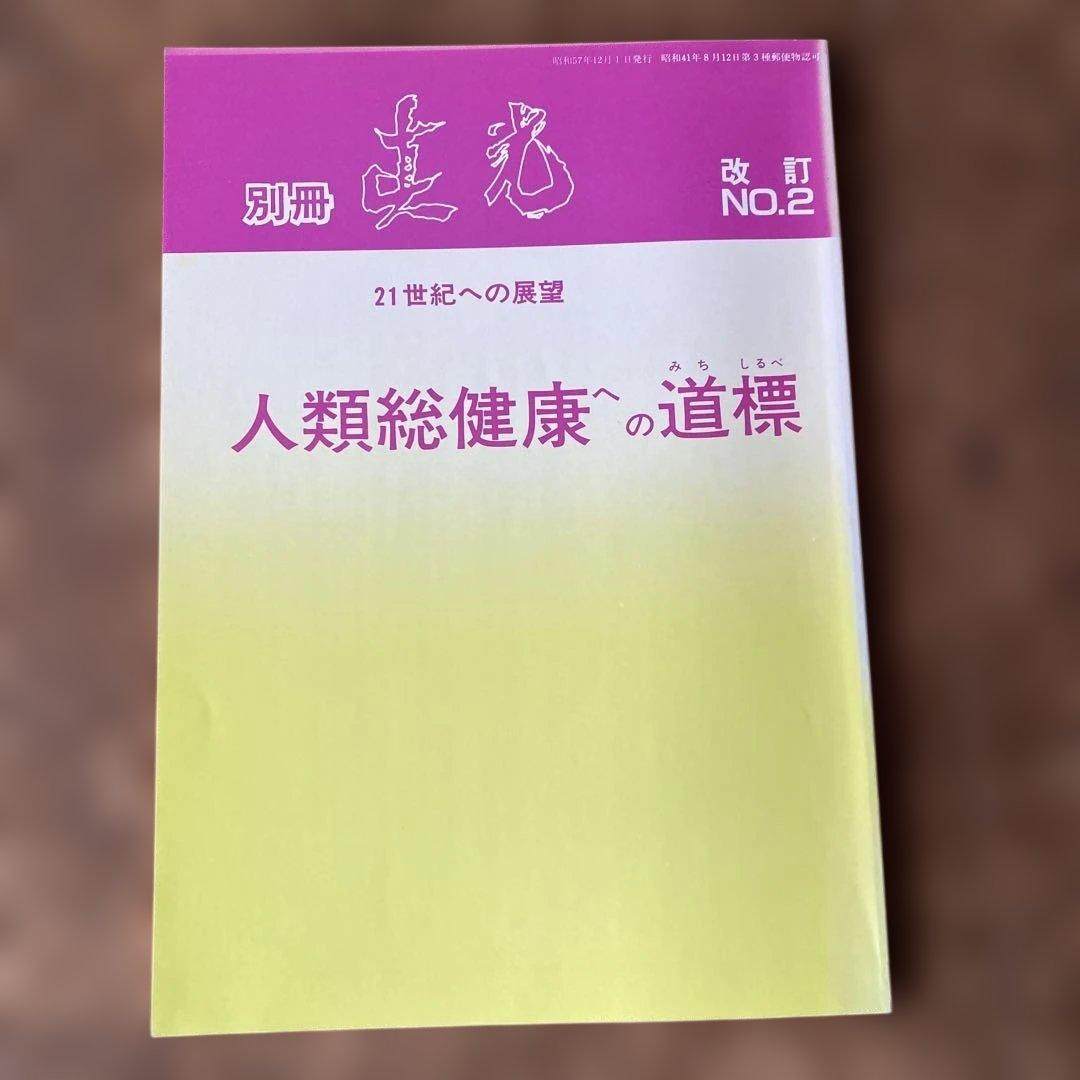 昭和57年12月1日発行 昭和41年8月12日第3種郵便物認可
別冊 真光 改訂 NO.2
21世紀への展望
みち しるべ
人類総健康への道標